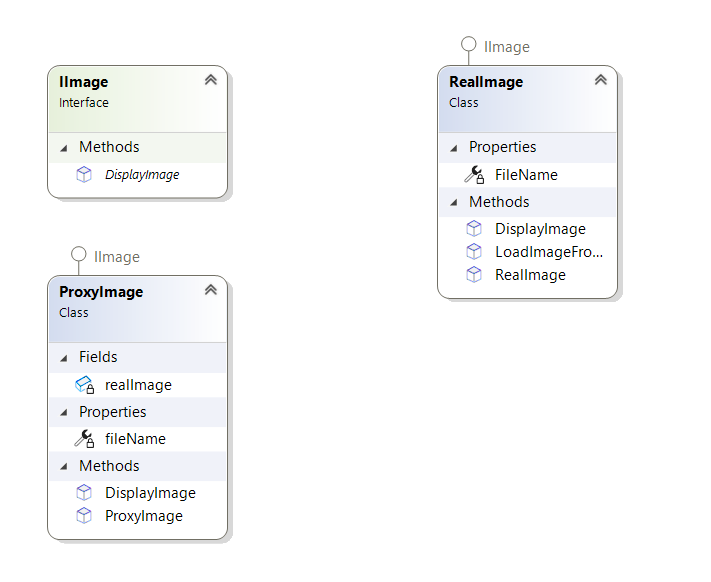 IImage
Interface
Methods
DisplayImage
IImage
RealImage
Class
Properties
FileName
Methods
DisplayImage
LoadImageFro...
RealImage
IImage
ProxyImage
Class
Fields
realImage
Properties
fileName
Methods
DisplayImage
ProxyImage